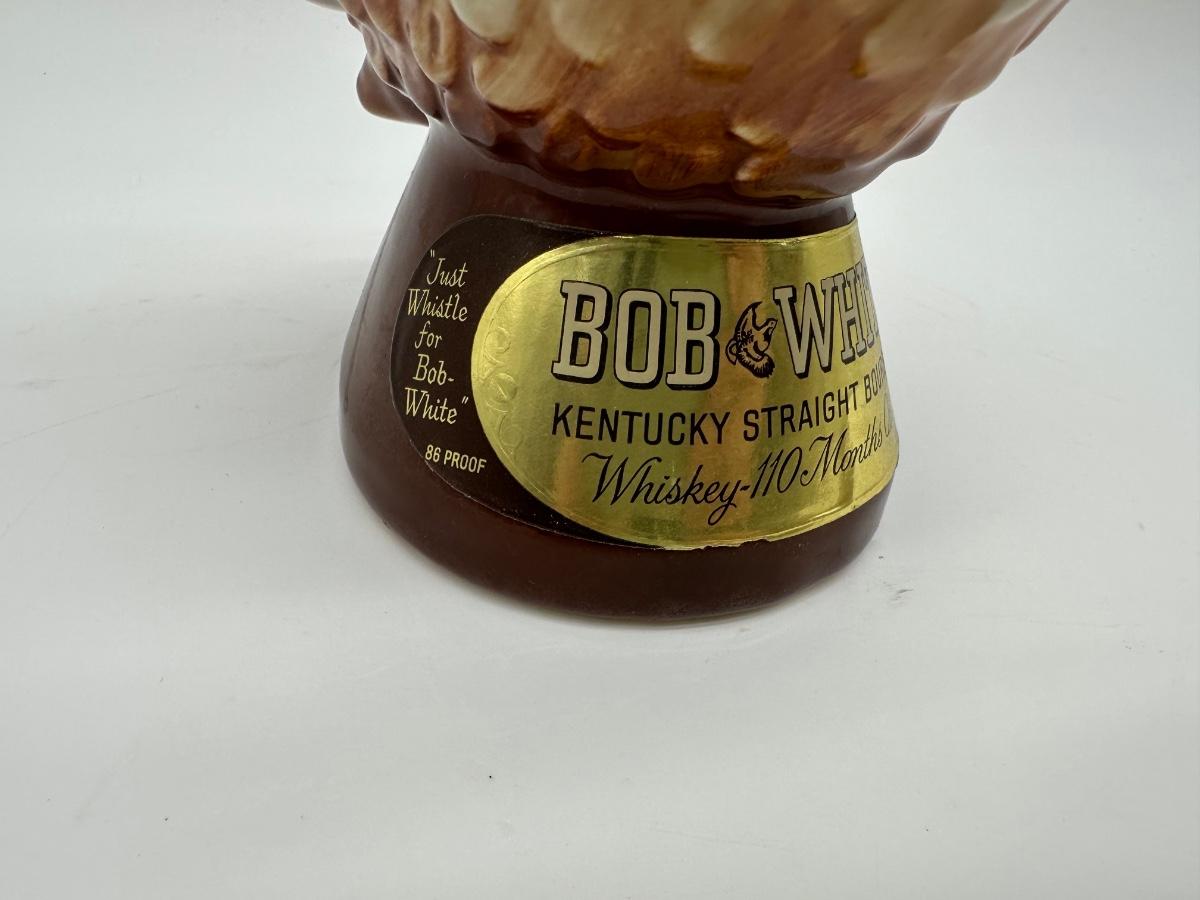 "Just
Whistle
for
Bob-
White"
86 PROOF
BOB
KENTUCKY STRAIGHT
Whiskey-110 Months